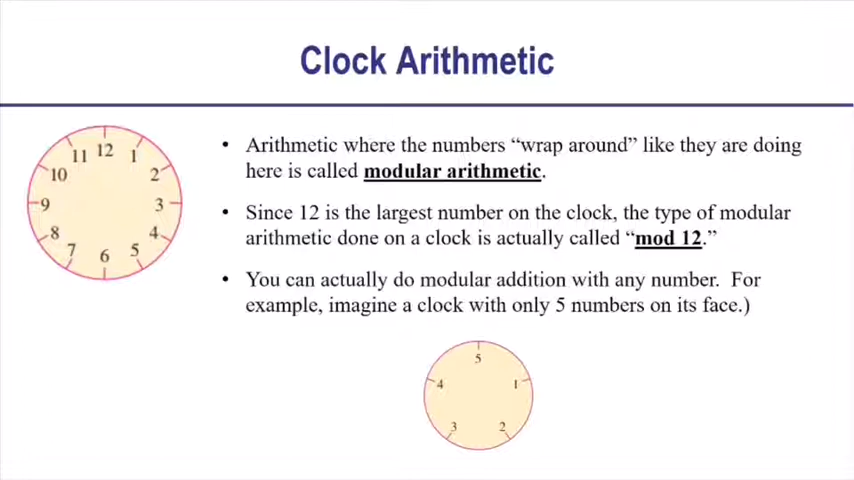 Clock Arithmetic
12
11
1
10
2
9
3
8
4
7
5
6
• Arithmetic where the numbers “wrap around” like they are doing
here is called modular arithmetic.
• Since 12 is the largest number on the clock, the type of modular
arithmetic done on a clock is actually called “mod 12.”
• You can actually do modular addition with any number. For
example, imagine a clock with only 5 numbers on its face.)
5
4
1
3
2